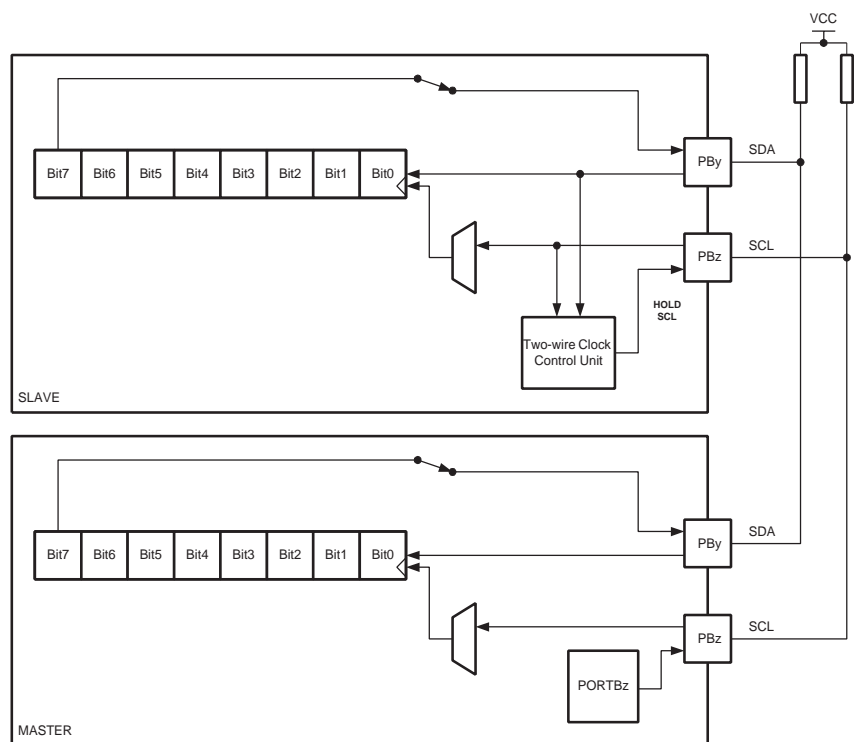 VCC
Bit7 Bit6 Bit5 Bit4 Bit3 Bit2 Bit1 Bit0
PBy
SDA
PBz
SCL
HOLD
SCL
Two-wire Clock
Control Unit
SLAVE
Bit7 Bit6 Bit5 Bit4 Bit3 Bit2 Bit1 Bit0
PBy
SDA
PBz
SCL
PORTBz
MASTER